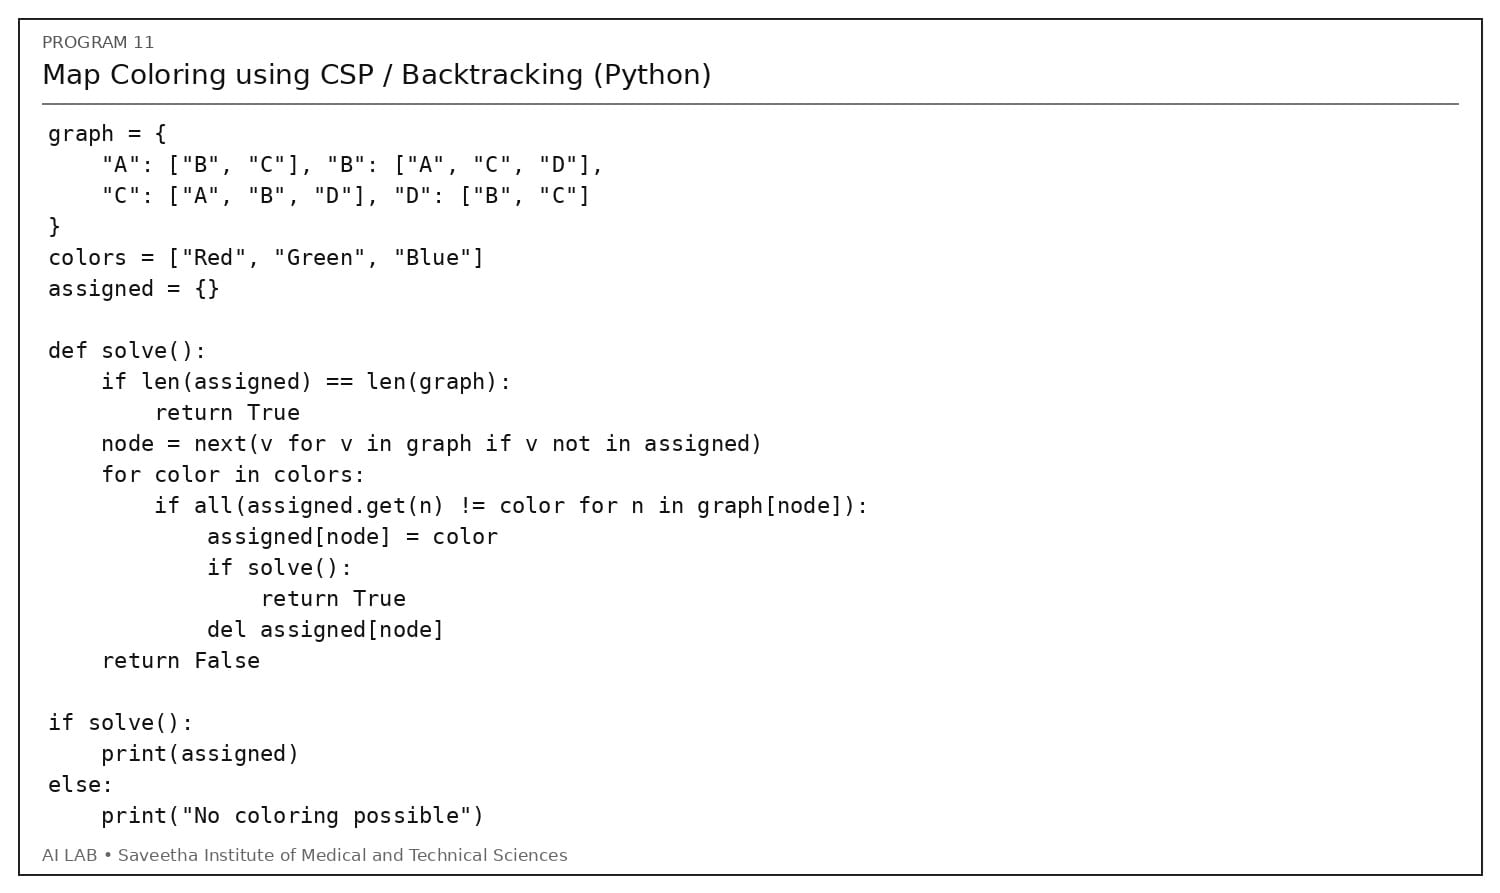 PROGRAM 11
Map Coloring using CSP / Backtracking (Python)
graph = {
    "A": ["B", "C"], "B": ["A", "C", "D"],
    "C": ["A", "B", "D"], "D": ["B", "C"]
}
colors = ["Red", "Green", "Blue"]
assigned = {}

def solve():
    if len(assigned) == len(graph):
        return True
    node = next(v for v in graph if v not in assigned)
    for color in colors:
        if all(assigned.get(n) != color for n in graph[node]):
            assigned[node] = color
            if solve():
                return True
            del assigned[node]
    return False

if solve():
    print(assigned)
else:
    print("No coloring possible")
AI LAB • Saveetha Institute of Medical and Technical Sciences